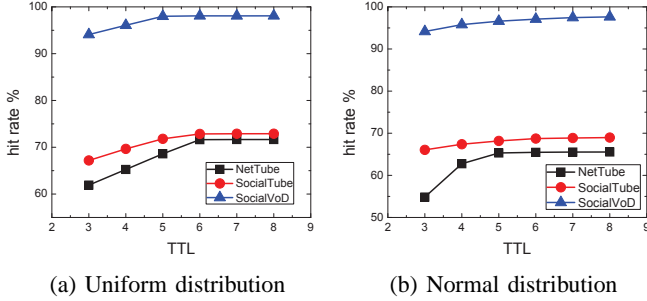 100
90
80
70
60
hit rate %
2 3 4 5 6 7 8 9
TTL
NetTube
SocialTube
SocialVoD
(a) Uniform distribution
100
90
80
70
60
50
hit rate %
2 3 4 5 6 7 8 9
TTL
NetTube
SocialTube
SocialVoD
(b) Normal distribution